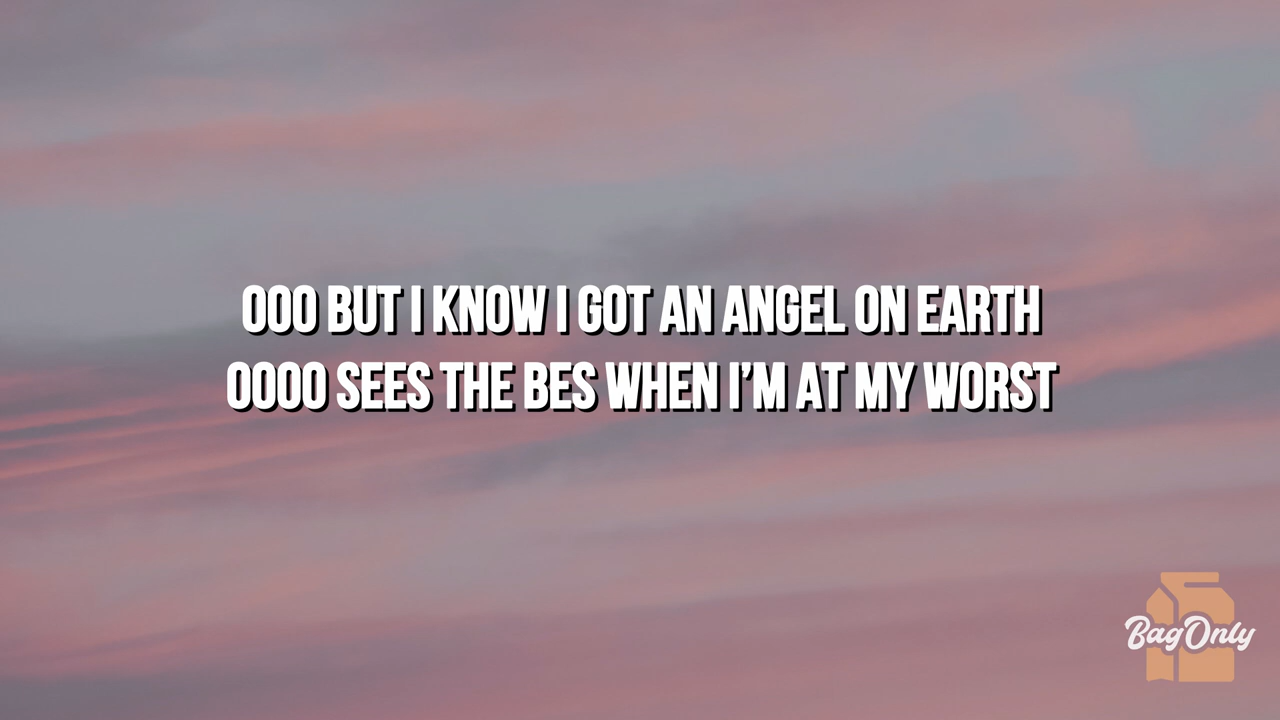 OOO BUT I KNOW I GOT AN ANGEL ON EARTH
OOOO SEES THE BES WHEN I'M AT MY WORST
BagOnly